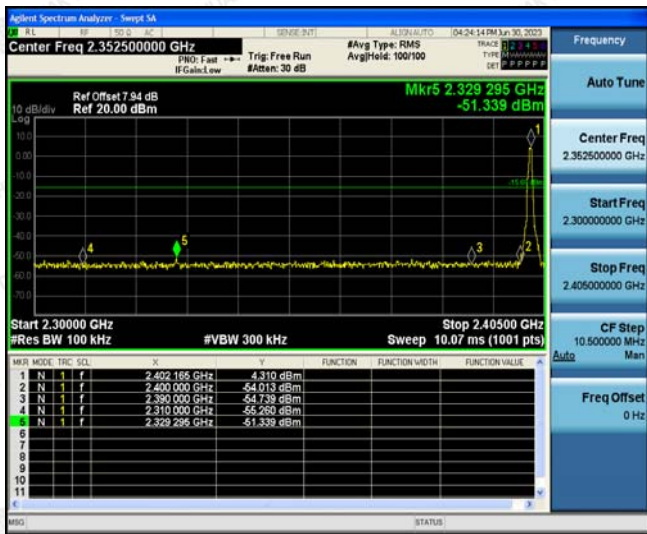 Agilent Spectrum Analyzer - Swept SA
RL RF 50 Ω AC SENSE:INT ALIGN AUTO 04:24:14 PM Jun 30, 2023
Center Freq 2.352500000 GHz
PNO: Fast Trig: Free Run
IFGain:Low #Atten: 30 dB
#Avg Type: RMS
Avg|Hold: 100/100
TRACE 1 2 3 4 5 6
TYPE
DET P P P P P P
Ref Offset 7.94 dB
10 dB/div Ref 20.00 dBm
Log
Mkr5 2.329 295 GHz
-51.339 dBm
10.0
0.00
-10.0
-20.0
-30.0
-40.0
-50.0
-60.0
-70.0
1
2
3
4
5
Start 2.30000 GHz Stop 2.40500 GHz
#Res BW 100 kHz #VBW 300 kHz Sweep 10.07 ms (1001 pts)
MKR MODE TRC SCL X Y FUNCTION FUNCTION WIDTH FUNCTION VALUE
1 N 1 f 2.402 165 GHz 4.310 dBm
2 N 1 f 2.400 000 GHz -54.013 dBm
3 N 1 f 2.390 000 GHz -54.739 dBm
4 N 1 f 2.310 000 GHz -55.260 dBm
5 N 1 f 2.329 295 GHz -51.339 dBm
6
7
8
9
10
11
MSG STATUS
Frequency
Auto Tune
Center Freq
2.352500000 GHz
Start Freq
2.300000000 GHz
Stop Freq
2.405000000 GHz
CF Step
10.500000 MHz
Auto Man
Freq Offset
0 Hz